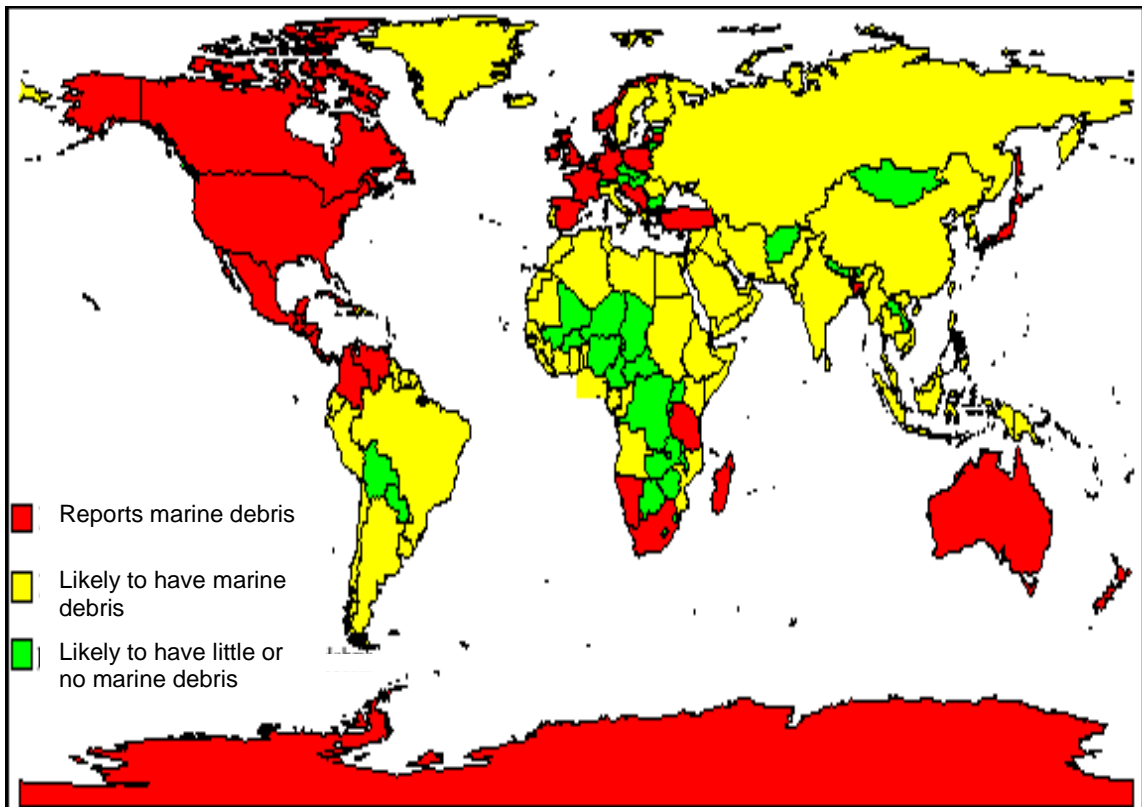 Reports marine debris
Likely to have marine
debris
Likely to have little or
no marine debris